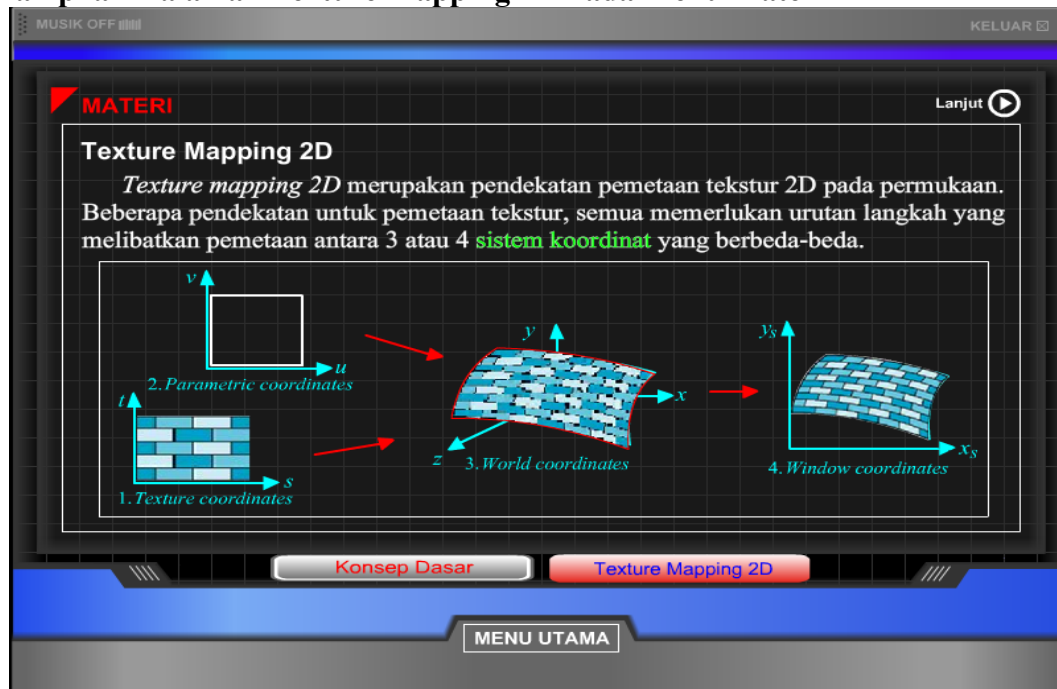 MUSIK OFF
KELUAR
MATERI
Lanjut
Texture Mapping 2D
Texture mapping 2D merupakan pendekatan pemetaan tekstur 2D pada permukaan.
Beberapa pendekatan untuk pemetaan tekstur, semua memerlukan urutan langkah yang
melibatkan pemetaan antara 3 atau 4 sistem koordinat yang berbeda-beda.
v
u
2.Parametric coordinates
t
s
1.Texture coordinates
y
x
z
3.World coordinates
ys
xs
4.Window coordinates
Konsep Dasar
Texture Mapping 2D
MENU UTAMA